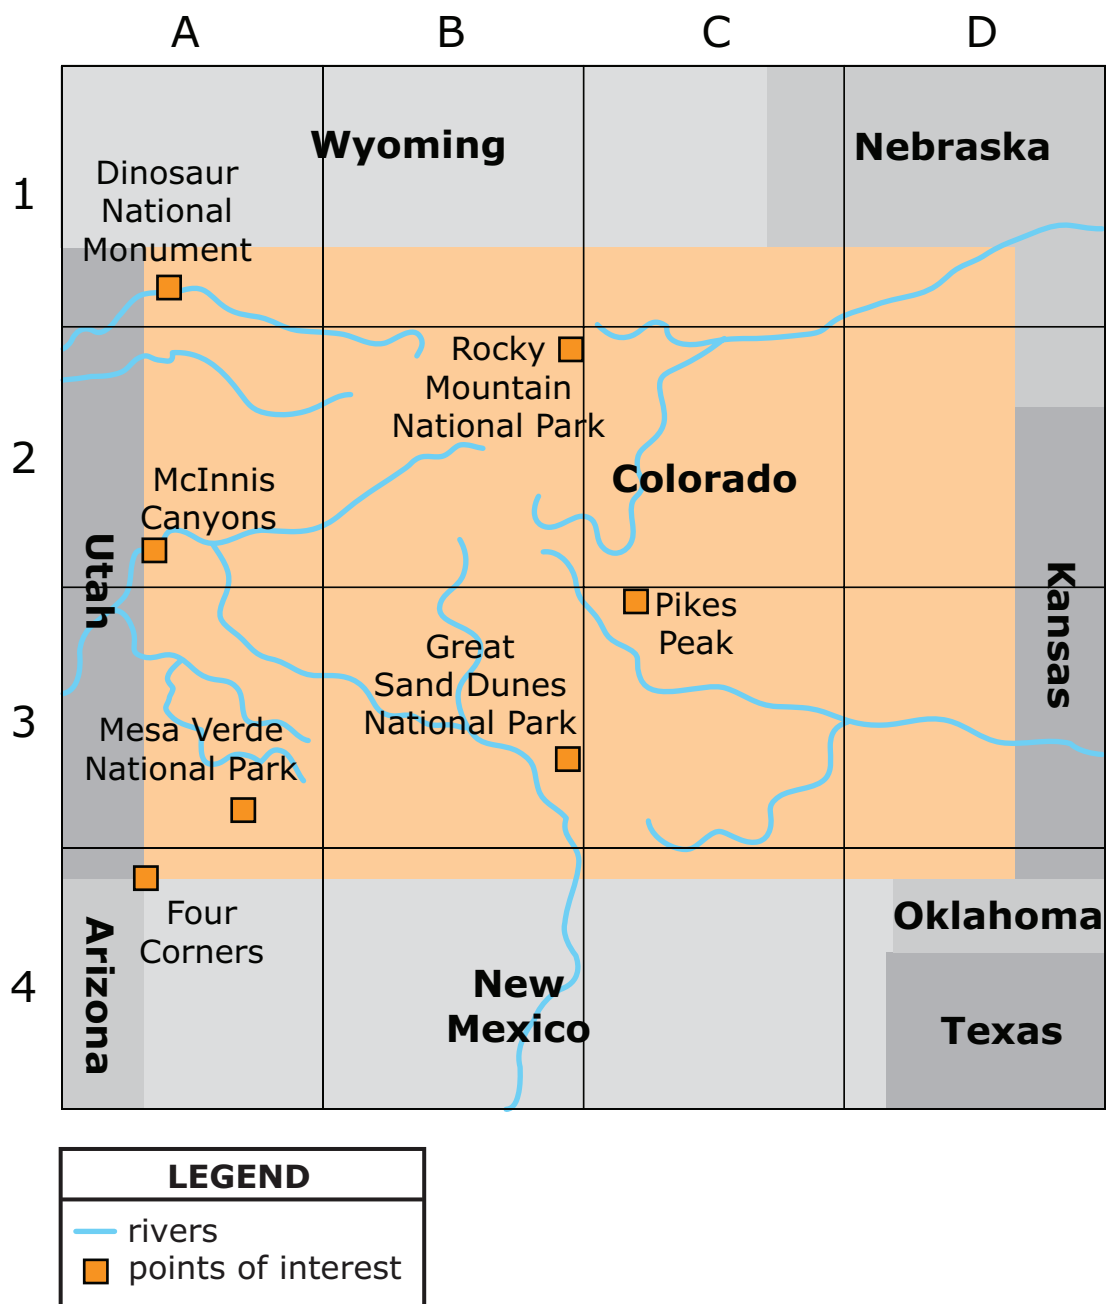 A
B
C
D
1
2
3
4
Wyoming
Nebraska
Dinosaur
National
Monument
Rocky
Mountain
National Park
Colorado
McInnis
Canyons
Utah
Kansas
Pikes
Peak
Great
Sand Dunes
National Park
Mesa Verde
National Park
Four
Corners
Arizona
New
Mexico
Oklahoma
Texas
LEGEND
rivers
points of interest